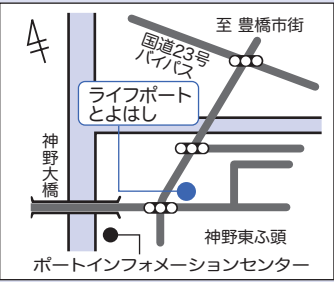 至 豊橋市街
国道23号
バイパス
ライフポート
とよはし
神野大橋
神野東ふ頭
ポートインフォメーションセンター